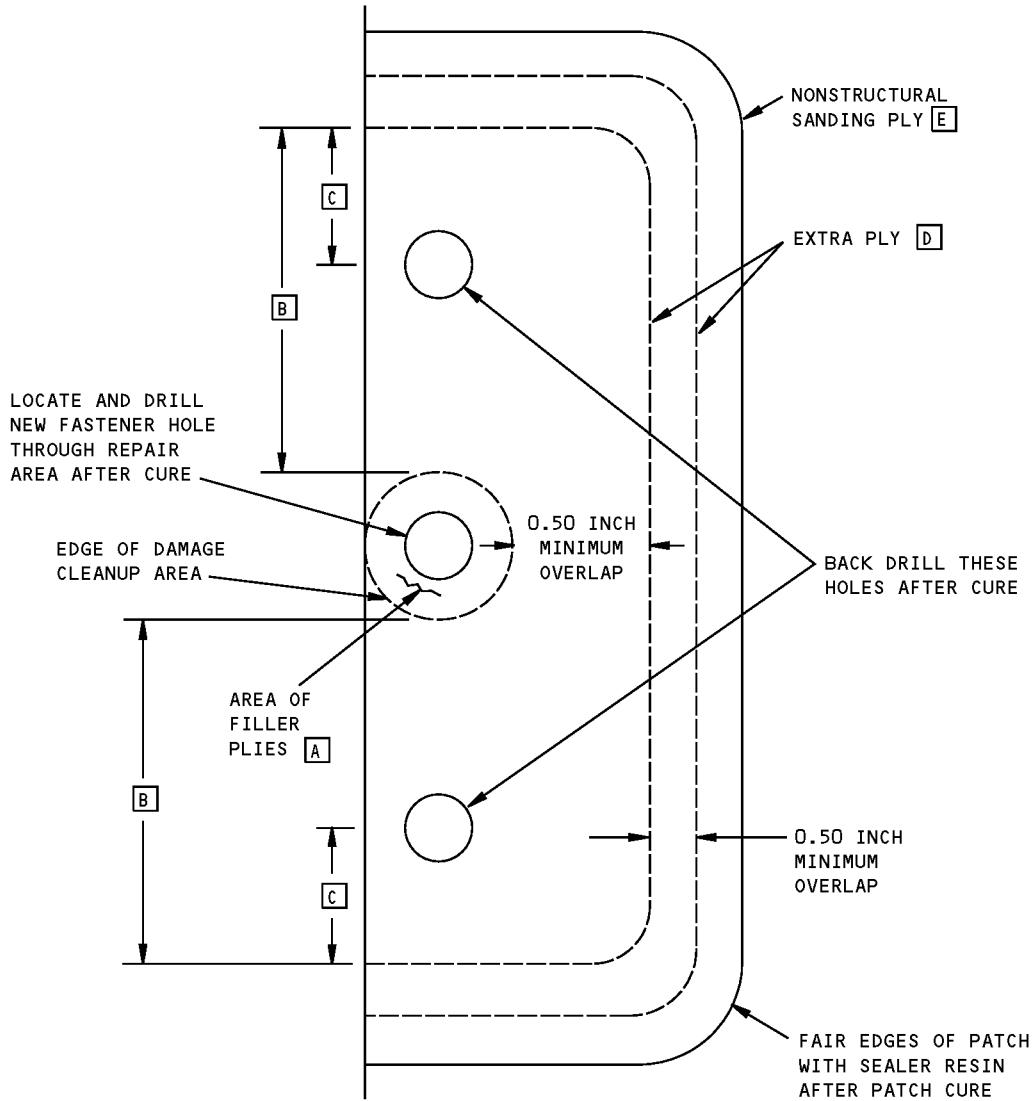 NONSTRUCTURAL
SANDING PLY E
C
EXTRA PLY D
B
LOCATE AND DRILL
NEW FASTENER HOLE
THROUGH REPAIR
AREA AFTER CURE
0.50 INCH
MINIMUM
OVERLAP
EDGE OF DAMAGE
CLEANUP AREA
BACK DRILL THESE
HOLES AFTER CURE
AREA OF
FILLER
PLIES A
B
0.50 INCH
MINIMUM
OVERLAP
C
FAIR EDGES OF PATCH
WITH SEALER RESIN
AFTER PATCH CURE